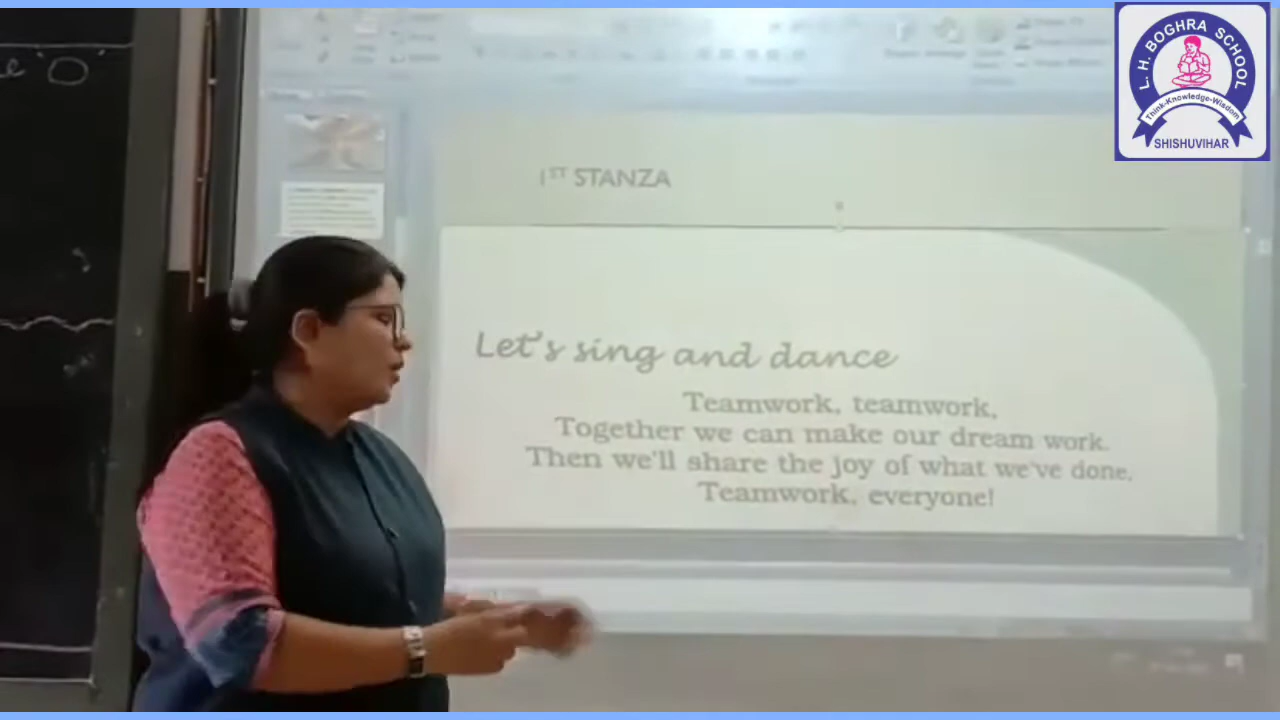 L. H. BOGHRA SCHOOL
Think-Knowledge-Wisdom
SHISHUVIHAR
1ST STANZA
Let's sing and dance
Teamwork, teamwork,
Together we can make our dream work.
Then we'll share the joy of what we've done,
Teamwork, everyone!